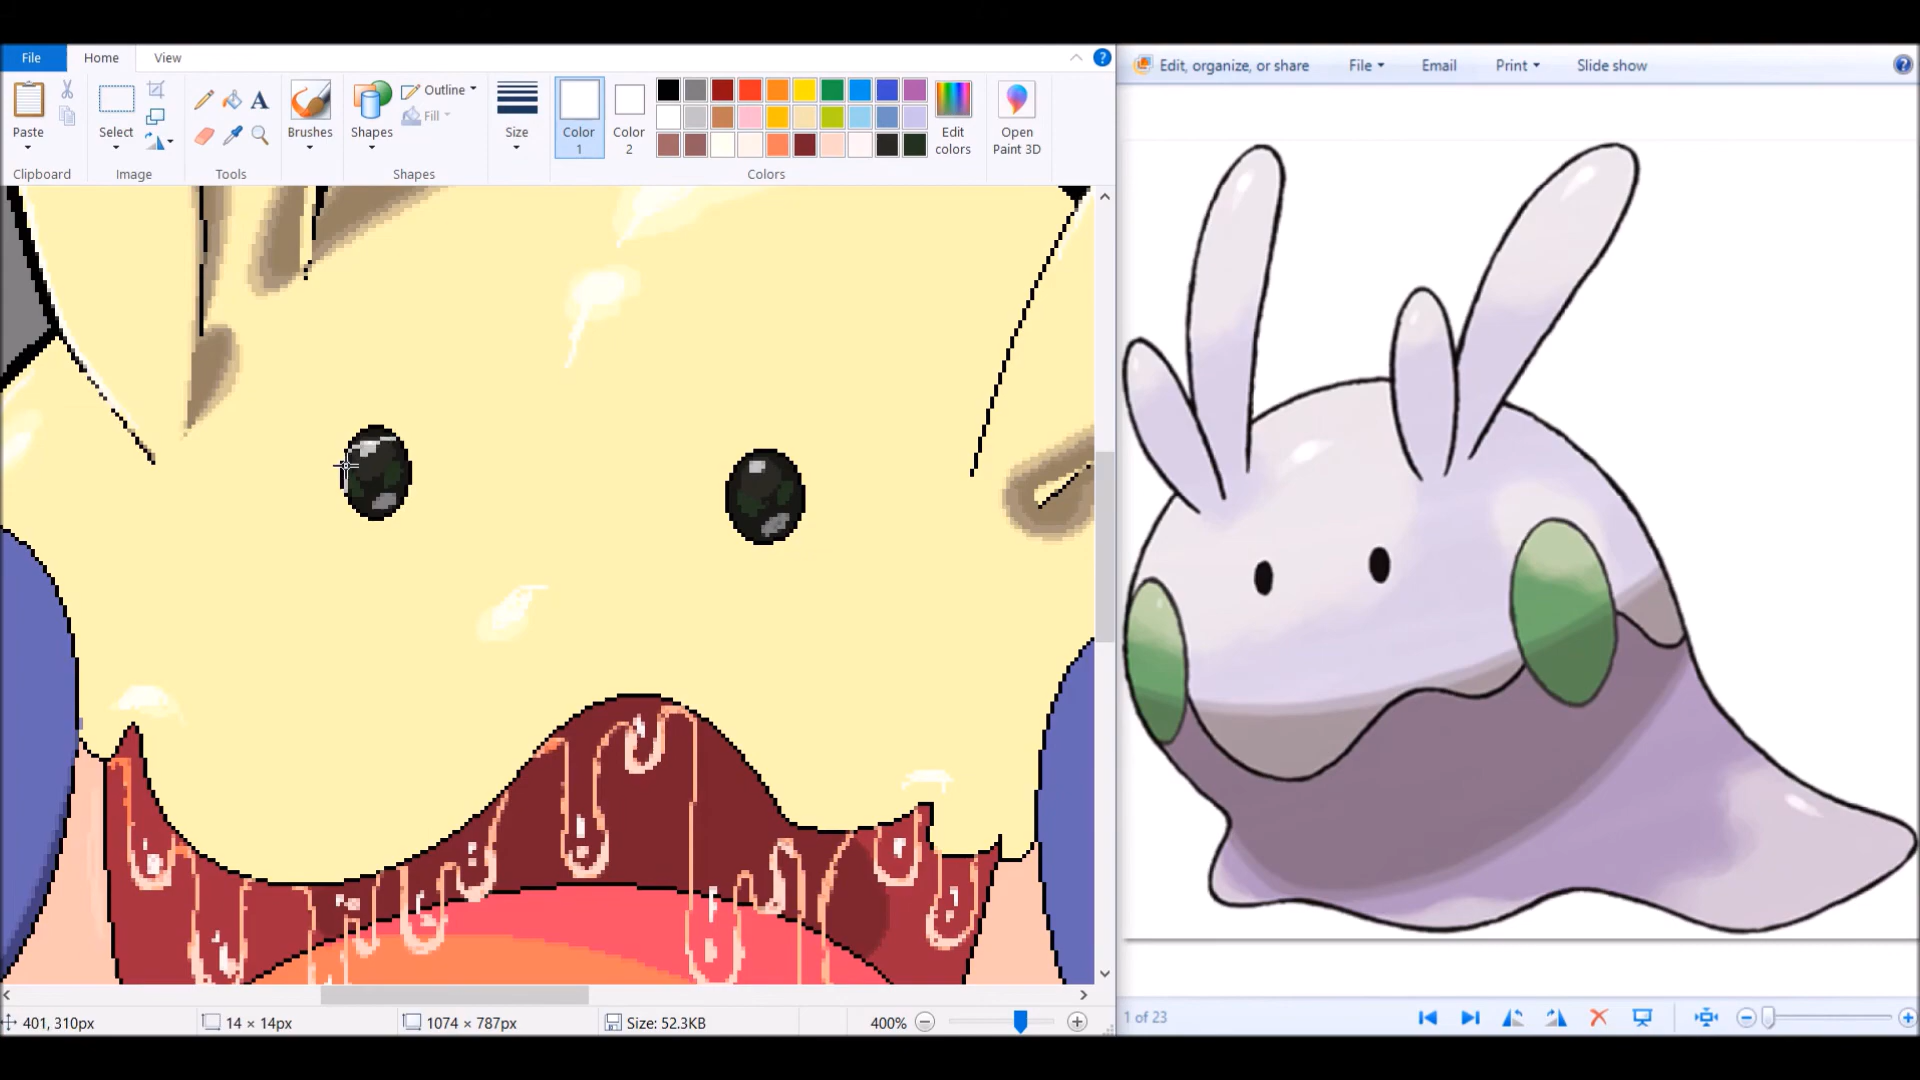 File Home View
Paste
Clipboard
Select
Image
A
Tools
Brushes
Shapes
Outline
Fill
Shapes
Size
Color 1
Color 2
Edit colors
Colors
Open Paint 3D
401, 310px
14 × 14px
1074 × 787px
Size: 52.3KB
400%
Edit, organize, or share File Email Print Slide show
1 of 23